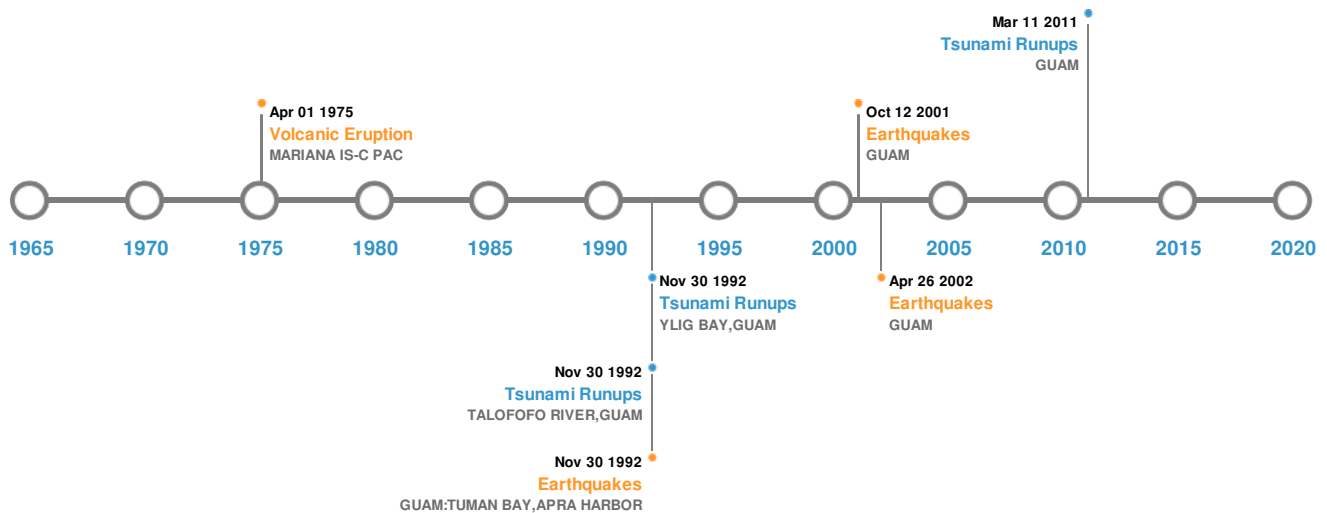 Mar 11 2011
Tsunami Runups
GUAM
Apr 01 1975
Volcanic Eruption
MARIANA IS-C PAC
Oct 12 2001
Earthquakes
GUAM
1965 1970 1975 1980 1985 1990 1995 2000 2005 2010 2015 2020
Nov 30 1992
Tsunami Runups
YLIG BAY,GUAM
Apr 26 2002
Earthquakes
GUAM
Nov 30 1992
Tsunami Runups
TALOFOFO RIVER,GUAM
Nov 30 1992
Earthquakes
GUAM:TUMAN BAY,APRA HARBOR